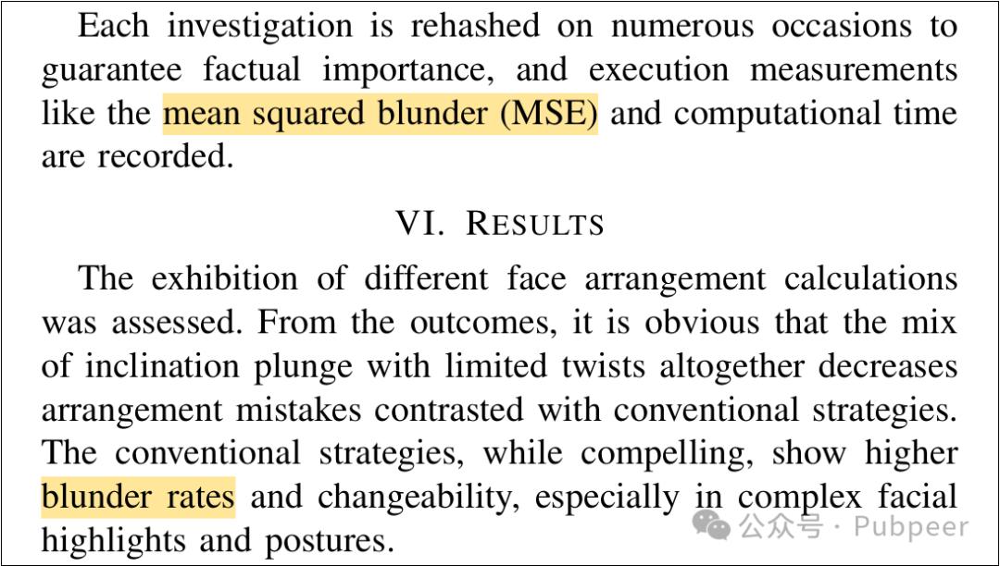 Each investigation is rehashed on numerous occasions to
guarantee factual importance, and execution measurements
like the mean squared blunder (MSE) and computational time
are recorded.
VI. RESULTS
The exhibition of different face arrangement calculations
was assessed. From the outcomes, it is obvious that the mix
of inclination plunge with limited twists altogether decreases
arrangement mistakes contrasted with conventional strategies.
The conventional strategies, while compelling, show higher
blunder rates and changeability, especially in complex facial
highlights and postures.
公众号 · Pubpeer